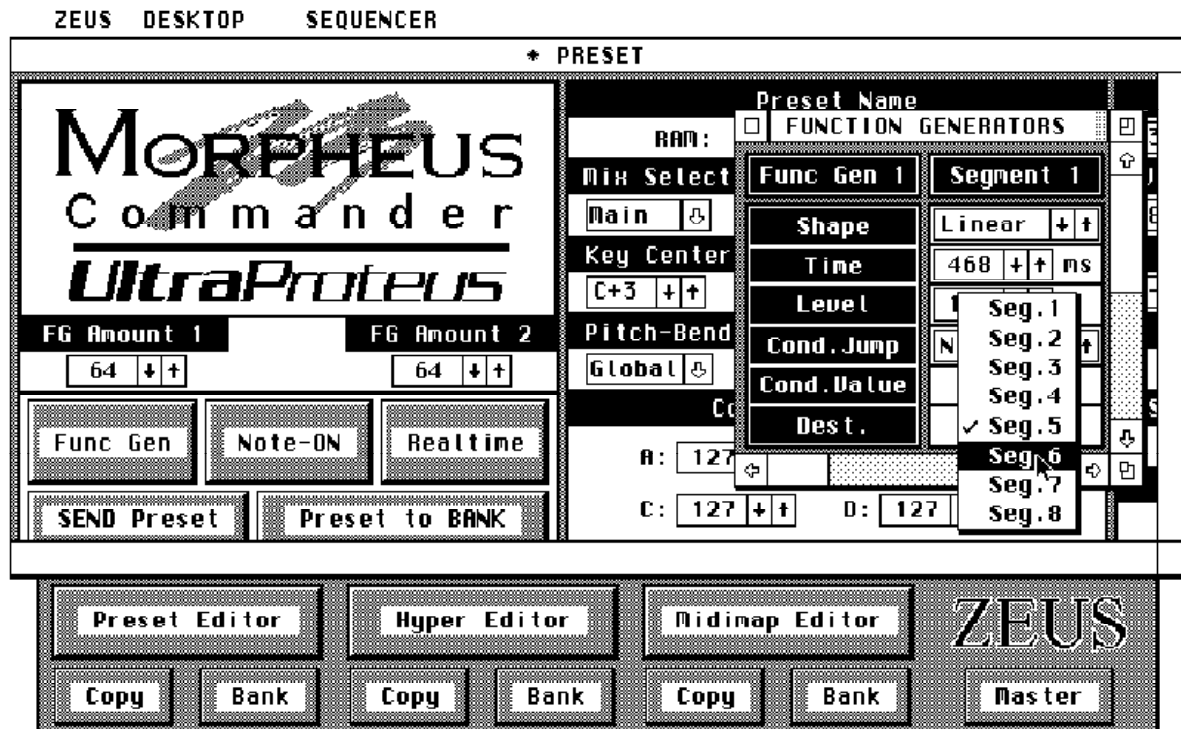 ZEUS DESKTOP SEQUENCER
* PRESET
MORPHEUS
Commander
UltraProteus
FG Amount 1 FG Amount 2
64 64
Func Gen Note-ON Realtime
SEND Preset Preset to BANK
Preset Name
RAM:
Mix Select
Main
Key Center
C+3
Pitch-Bend
Global
A: 127
C: 127 D: 127
FUNCTION GENERATORS
Func Gen 1 Segment 1
Shape Linear
Time 468 ms
Level
Cond.Jump N
Cond.Value
Dest.
Seg.1
Seg.2
Seg.3
Seg.4
✓ Seg.5
Seg.6
Seg.7
Seg.8
Preset Editor Hyper Editor Midimap Editor ZEUS
Copy Bank Copy Bank Copy Bank Master